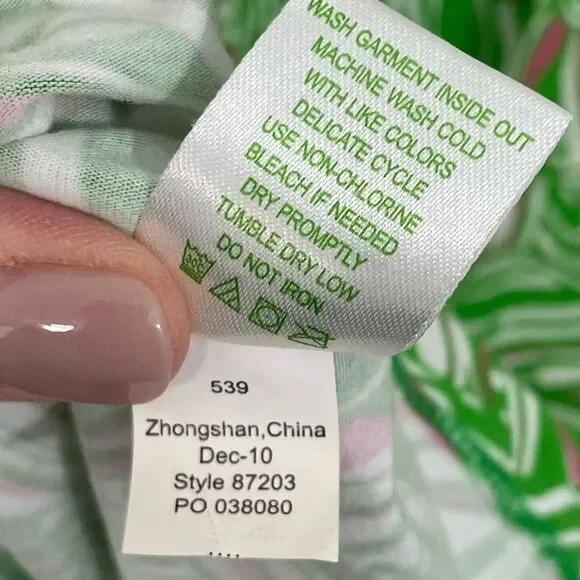 WASH GARMENT INSIDE OUT
MACHINE WASH COLD
WITH LIKE COLORS
DELICATE CYCLE
USE NON-CHLORINE
BLEACH IF NEEDED
DRY PROMPTLY
TUMBLE DRY LOW
DO NOT IRON
539
Zhongshan,China
Dec-10
Style 87203
PO 038080